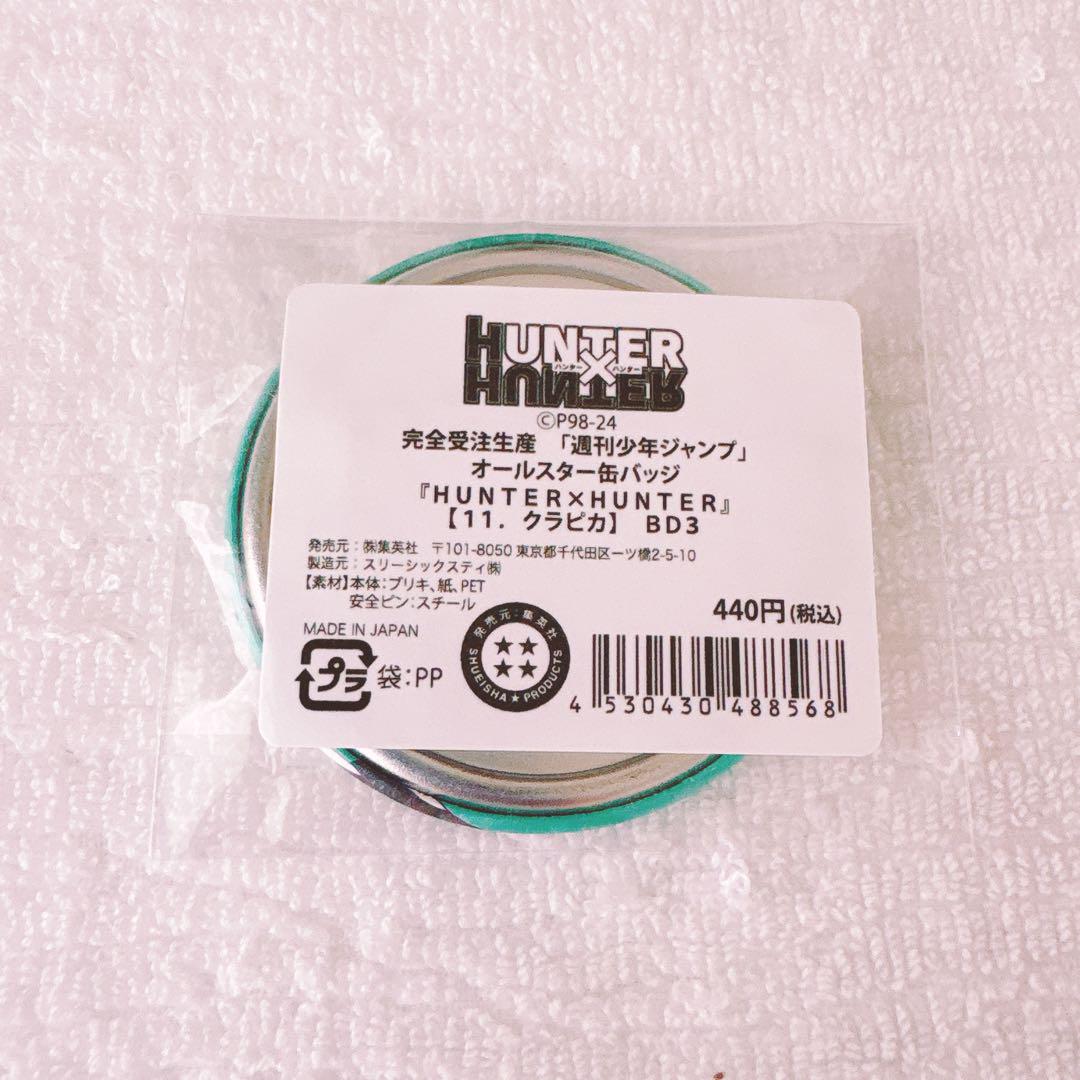 HUNTER
ハンター×ハンター
HUNTER
©P98-24
完全受注生産 「週刊少年ジャンプ」
オールスター缶バッジ
『HUNTER×HUNTER』
【11．クラピカ】 BD3
発売元：㈱集英社 〒101-8050 東京都千代田区一ツ橋2-5-10
製造元：スリーシックスティ㈱
【素材】本体：ブリキ、紙、PET
安全ピン：スチール
440円(税込)
MADE IN JAPAN
プラ 袋：PP
発売元：集英社
SHUEISHA★PRODUCTS
4 530430 488568